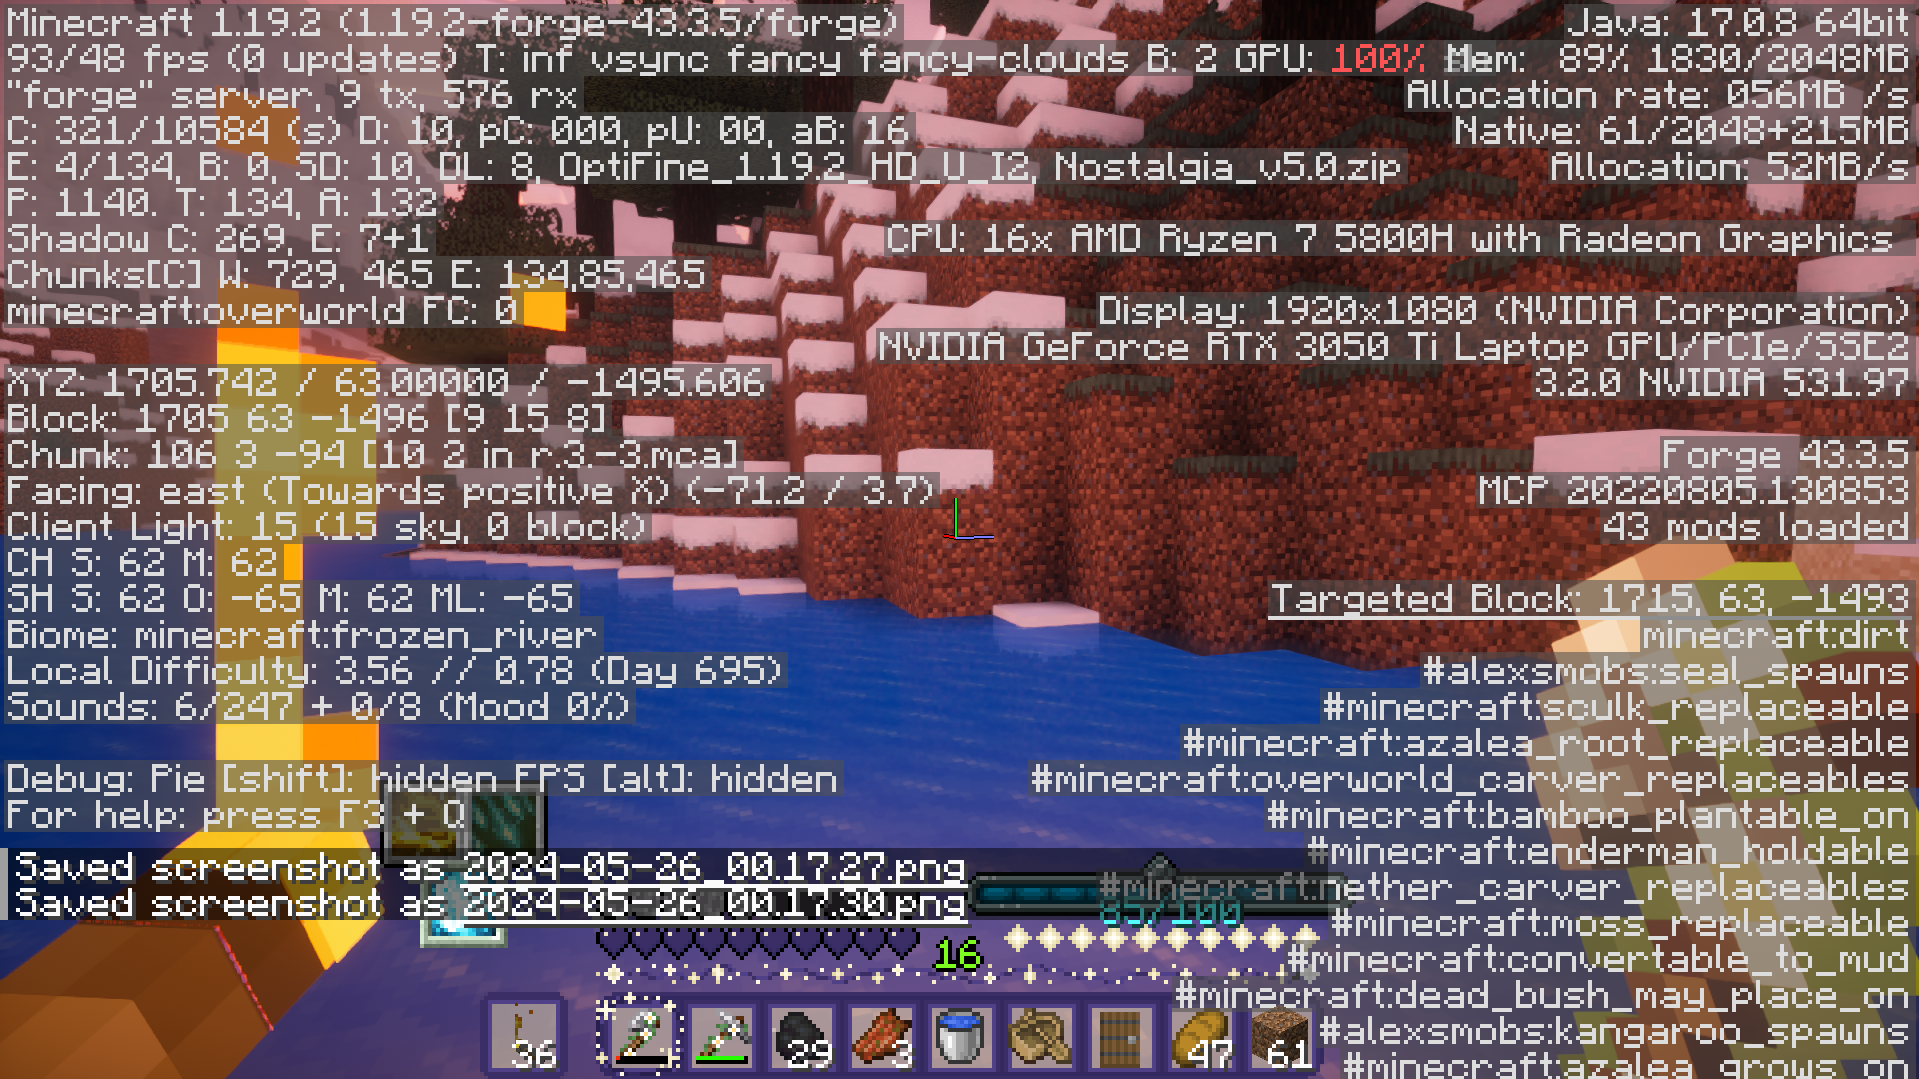 Minecraft 1.19.2 (1.19.2-forge-43.3.5/forge)
93/48 fps (0 updates) T: inf vsync fancy fancy-clouds B: 2 GPU: 100%
"forge" server, 9 tx, 576 rx
C: 321/10584 (s) D: 10, pC: 000, pU: 00, aB: 16
E: 4/134, B: 0, SD: 10, DL: 8, OptiFine_1.19.2_HD_U_I2, Nostalgia_v5.0.zip
P: 1140. T: 134, A: 132
Shadow C: 269, E: 7+1
Chunks[C] W: 729, 465 E: 134,85,465
minecraft:overworld FC: 0
XYZ: 1705.742 / 63.00000 / -1495.606
Block: 1705 63 -1496 [9 15 8]
Chunk: 106 3 -94 [10 2 in r.3.-3.mca]
Facing: east (Towards positive X) (-71.2 / 3.7)
Client Light: 15 (15 sky, 0 block)
CH S: 62 M: 62
SH S: 62 O: -65 M: 62 ML: -65
Biome: minecraft:frozen_river
Local Difficulty: 3.56 // 0.78 (Day 695)
Sounds: 6/247 + 0/8 (Mood 0%)
Debug: Pie [shift]: hidden FPS [alt]: hidden
For help: press F3 + Q
Saved screenshot as 2024-05-26_00.17.27.png
Saved screenshot as 2024-05-26_00.17.30.png
Java: 17.0.8 64bit
Mem: 89% 1830/2048MB
Allocation rate: 056MB /s
Native: 61/2048+215MB
Allocation: 52MB/s
CPU: 16x AMD Ryzen 7 5800H with Radeon Graphics
Display: 1920x1080 (NVIDIA Corporation)
NVIDIA GeForce RTX 3050 Ti Laptop GPU/PCIe/SSE2
3.2.0 NVIDIA 531.97
Forge 43.3.5
MCP 20220805.130853
43 mods loaded
Targeted Block: 1715, 63, -1493
minecraft:dirt
#alexsmobs:seal_spawns
#minecraft:sculk_replaceable
#minecraft:azalea_root_replaceable
#minecraft:overworld_carver_replaceables
#minecraft:bamboo_plantable_on
#minecraft:enderman_holdable
#minecraft:nether_carver_replaceables
#minecraft:moss_replaceable
#minecraft:convertable_to_mud
#minecraft:dead_bush_may_place_on
#alexsmobs:kangaroo_spawns
#minecraft:azalea_grows_on
85/100
16
36
29
3
47
61